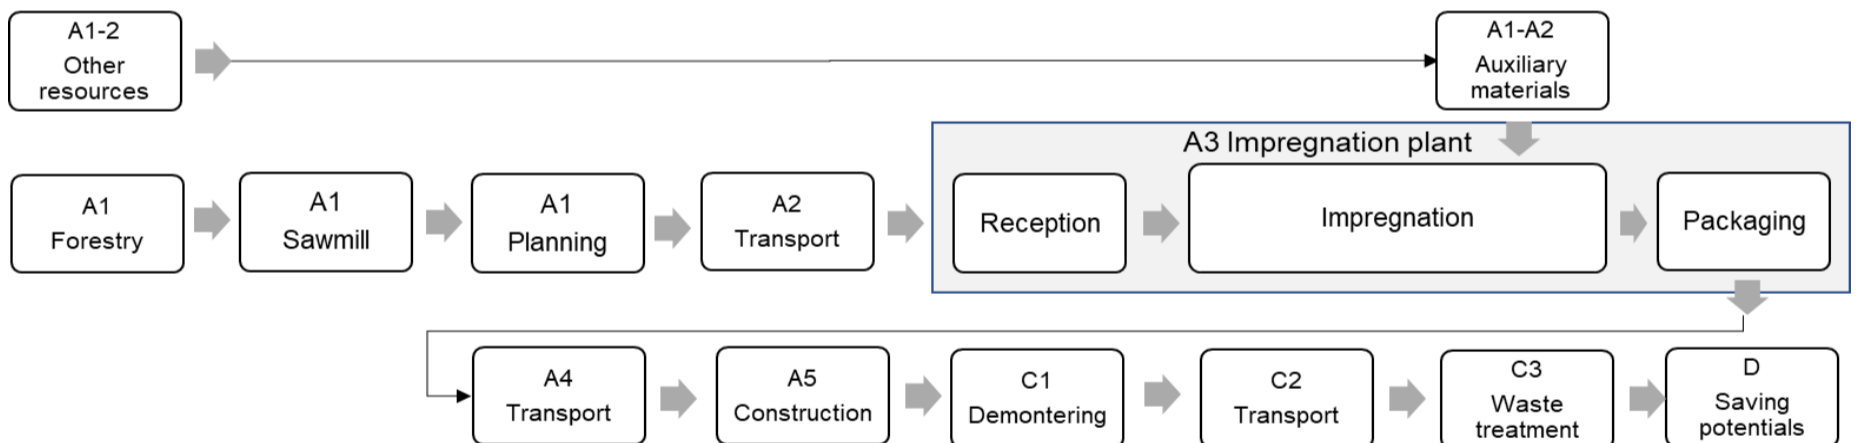 A1-2
Other
resources
A1-A2
Auxiliary
materials
A3 Impregnation plant
A1
Forestry
A1
Sawmill
A1
Planning
A2
Transport
Reception
Impregnation
Packaging
A4
Transport
A5
Construction
C1
Demontering
C2
Transport
C3
Waste
treatment
D
Saving
potentials